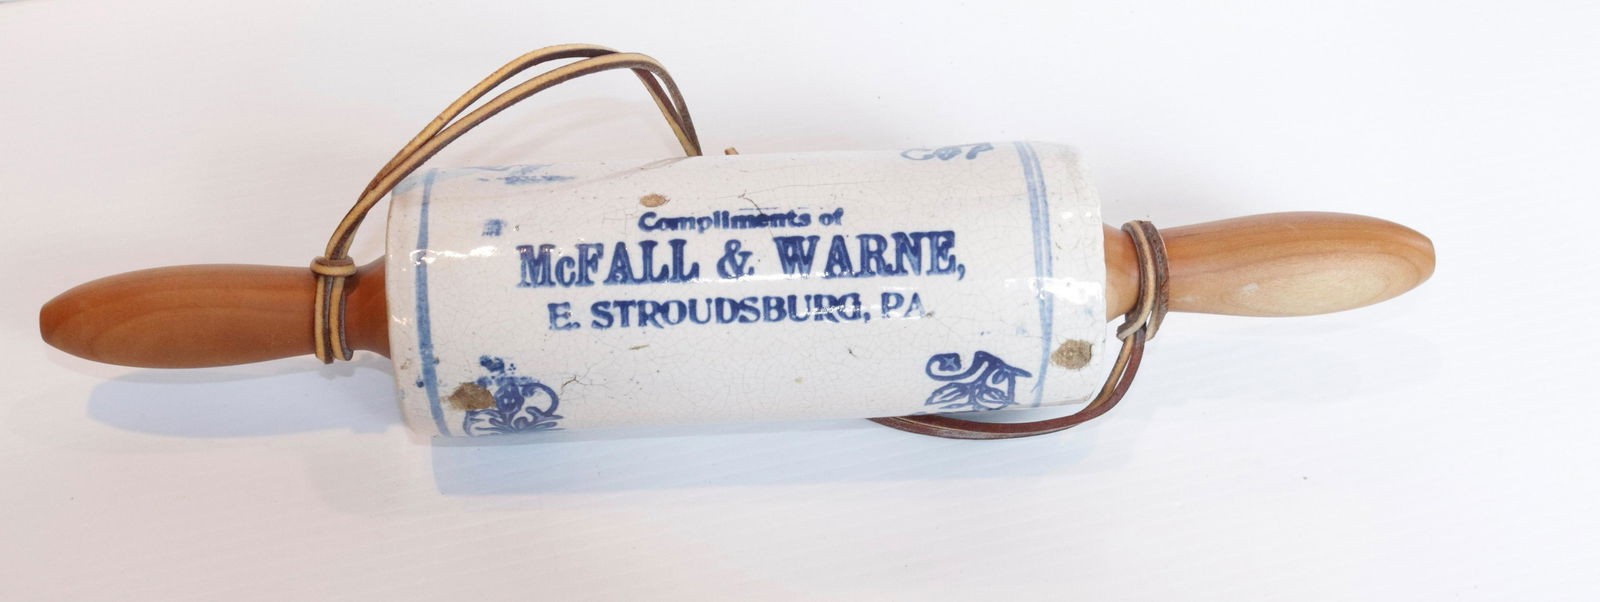 Compliments of
McFALL & WARNE,
E. STROUDSBURG, PA